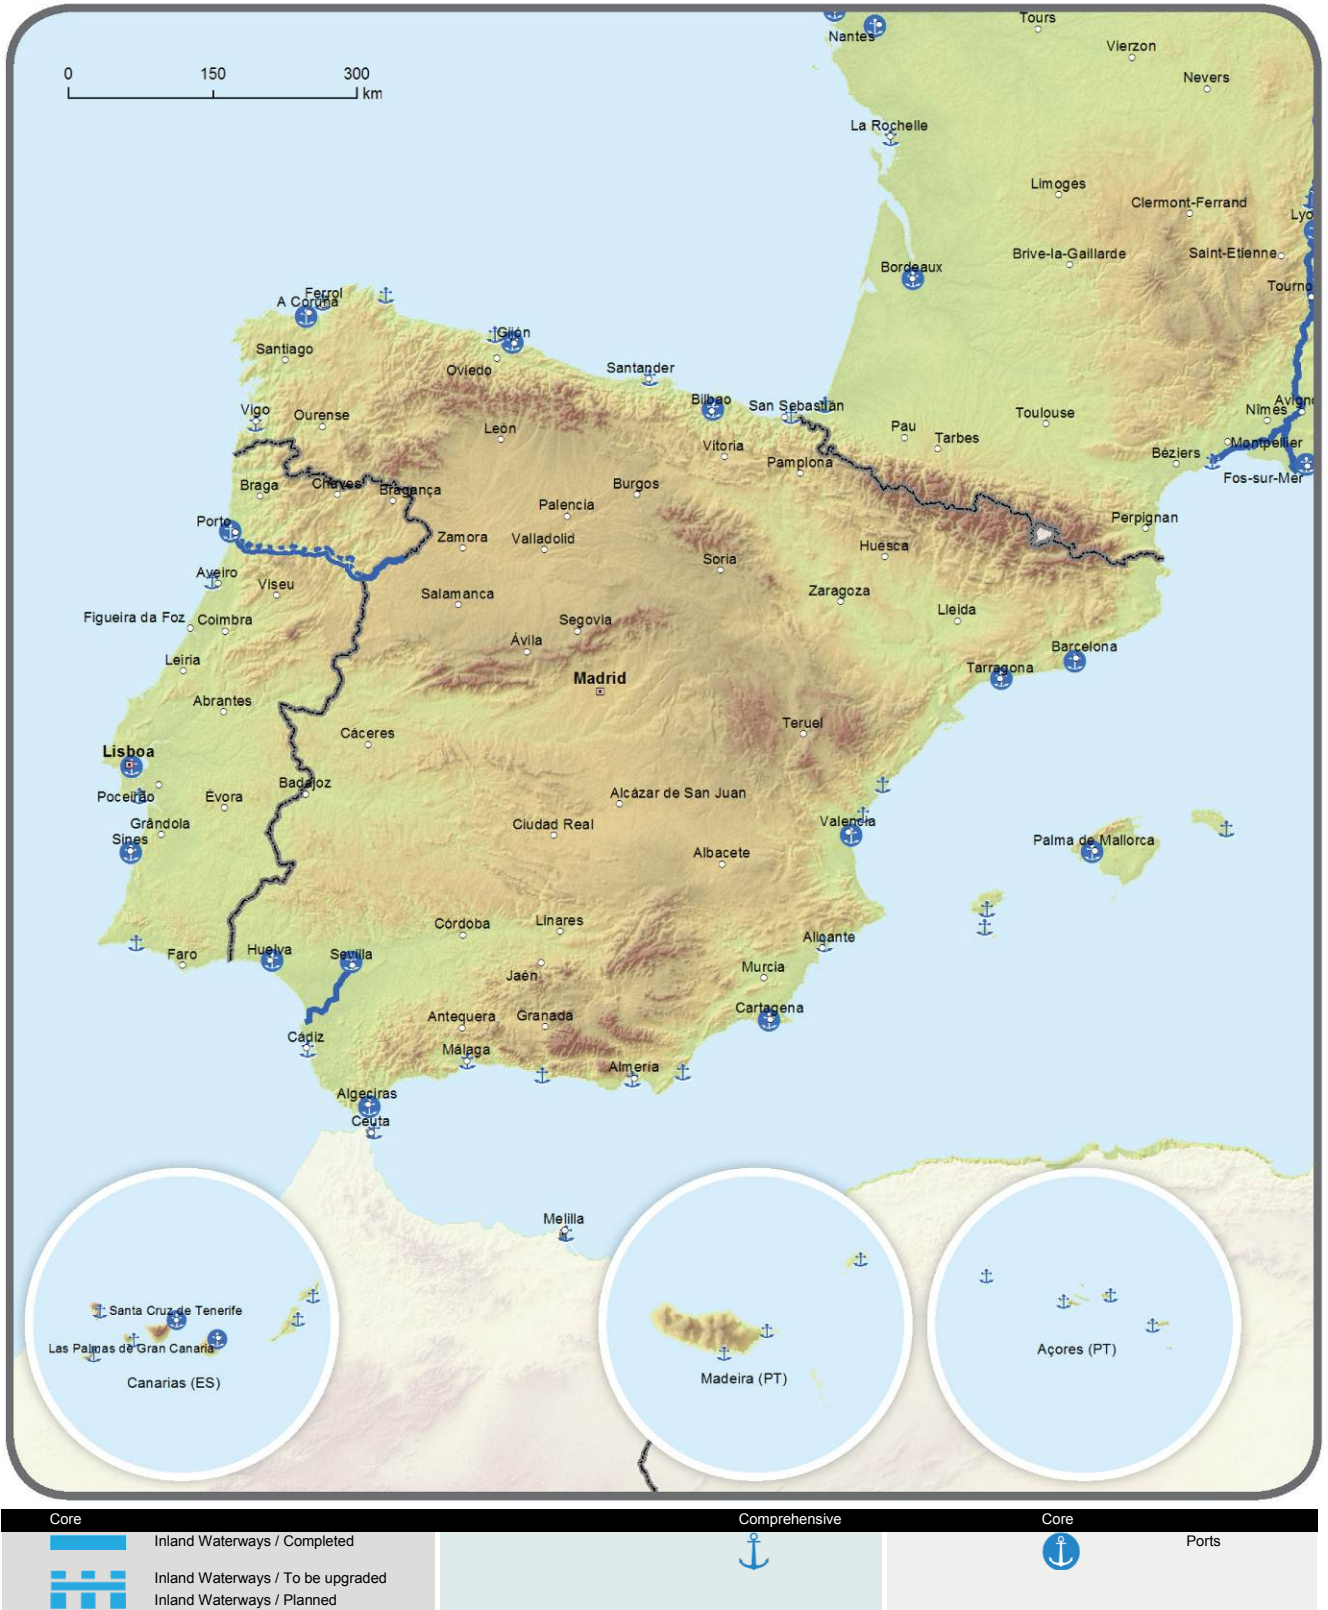 Tours
Nantes
Vierzon
0 150 300
km
Nevers
La Rochelle
Limoges
Clermont-Ferrand
Lyo
Brive-la-Gaillarde
Saint-Etienne
Bordeaux
Tourno
Ferrol
A Coruña
Gijón
Santiago
Oviedo
Santander
Bilbao
San Sebastián
Avigno
Nîmes
Vigo
Ourense
León
Toulouse
Pau
Tarbes
Vitoria
Montpellier
Béziers
Pamplona
Fos-sur-Mer
Braga
Chaves
Bragança
Burgos
Palencia
Perpignan
Porto
Zamora
Valladolid
Huesca
Soria
Aveiro
Viseu
Salamanca
Zaragoza
Lleida
Figueira da Foz
Coimbra
Segovia
Ávila
Barcelona
Leiria
Tarragona
Madrid
Abrantes
Teruel
Cáceres
Lisboa
Badajoz
Poceirão
Évora
Alcázar de San Juan
Grândola
Ciudad Real
Valencia
Sines
Palma de Mallorca
Albacete
Córdoba
Linares
Alicante
Faro
Huelva
Sevilla
Jaén
Murcia
Cartagena
Antequera
Granada
Cádiz
Málaga
Almería
Algeciras
Ceuta
Melilla
Santa Cruz de Tenerife
Las Palmas de Gran Canaria
Canarias (ES)
Madeira (PT)
Açores (PT)
Core Comprehensive Core
Inland Waterways / Completed
Ports
Inland Waterways / To be upgraded
Inland Waterways / Planned